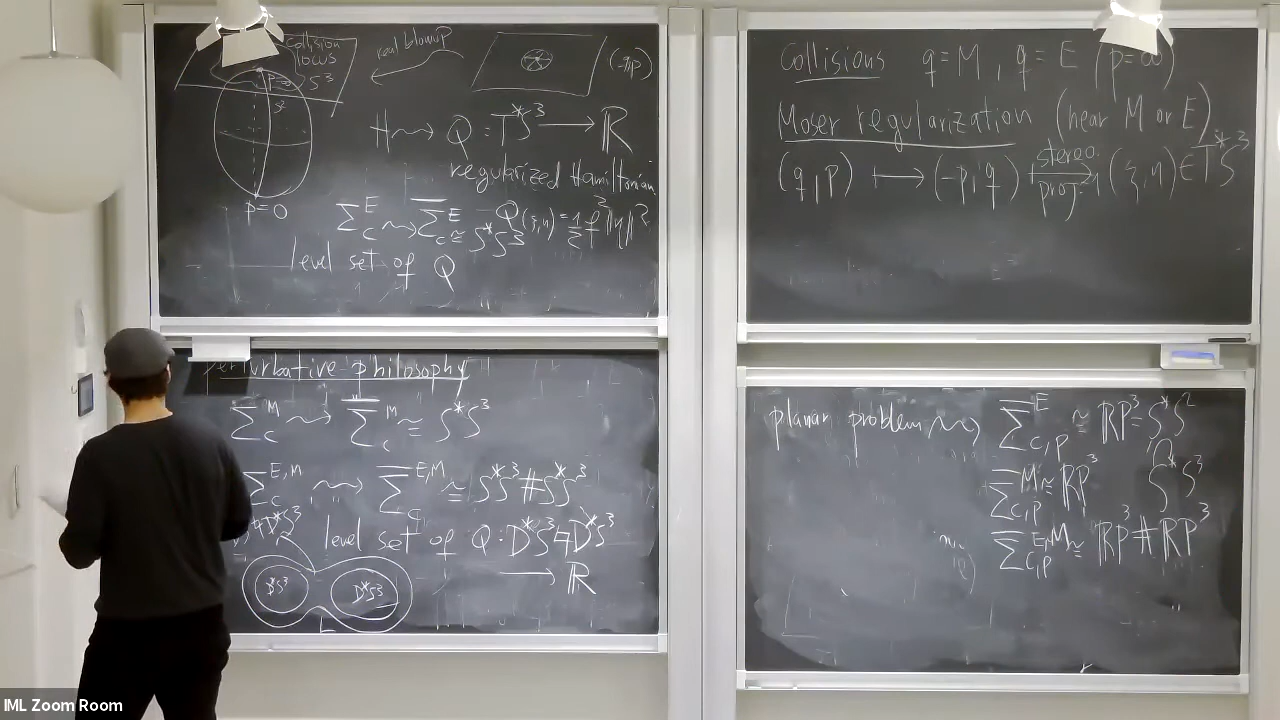 collision
locus
real blowup
p=∞
S³
(q,p)
H ⇝ Q : T*S³ → ℝ
regularized Hamiltonian
p=0
Σ_c^E ⇝ Σ̄_c^E ≅ S*S³
Q(ξ,η) = ½ f² ‖η‖²
level set of Q
Collisions q=M, q=E (p=∞)
Moser regularization (near M or E)
(q,p) ⟼ (-p,q) ⟼ (ξ,η) ∈ T*S³
stereo.
proj⁻¹
perturbative philosophy
Σ_c^M ⇝ Σ̄_c^M ≅ S*S³
Σ_c^{E,M} ⇝ Σ̄_c^{E,M} ≅ S*S³ # S*S³
level set of Q : D*S³ ♮ D*S³
→ ℝ
D*S³
D*S³
planar problem ⇝ Σ̄_{c,p}^E ≅ ℝP³ = S*S²
Σ̄_{c,p}^M ≅ ℝP³
S*S³
Σ̄_{c,p}^{E,M} ≅ ℝP³ # ℝP³
IML Zoom Room